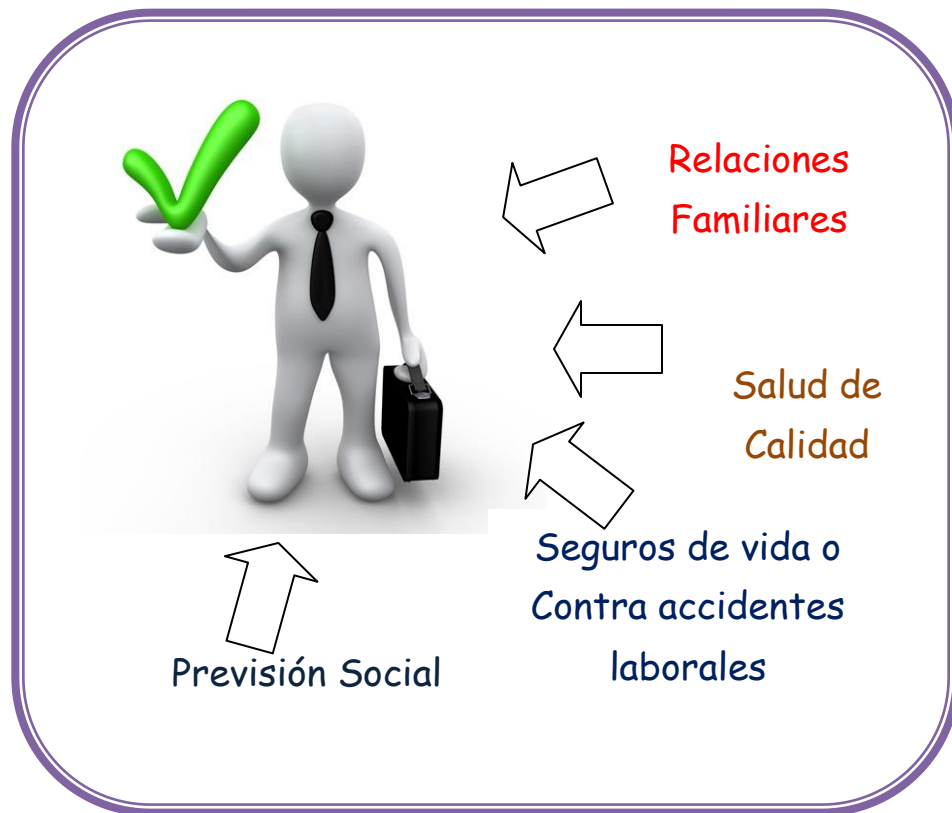 Relaciones
Familiares
Salud de
Calidad
Seguros de vida o
Contra accidentes
laborales
Previsión Social